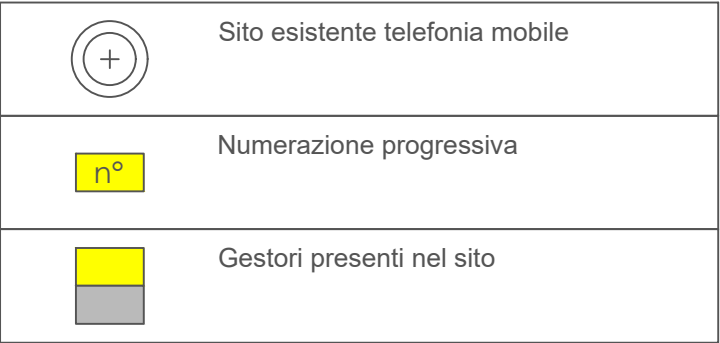 Sito esistente telefonia mobile
Numerazione progressiva
n°
Gestori presenti nel sito